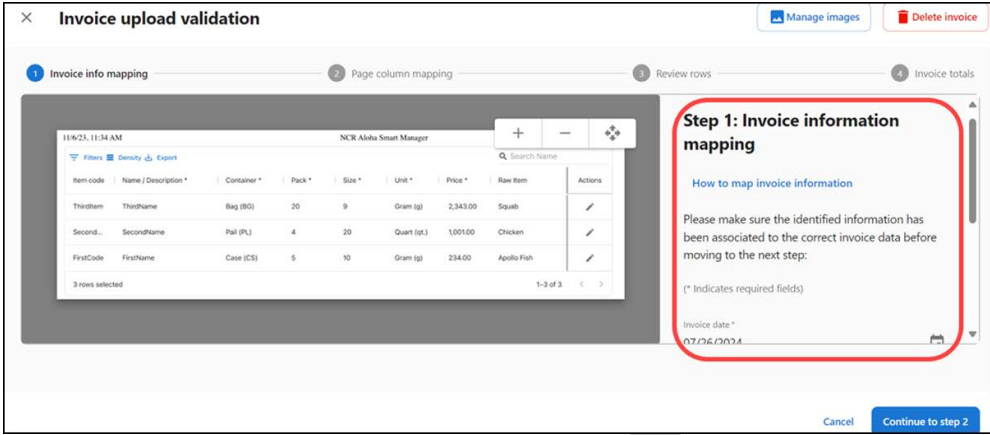 Invoice upload validation
Manage images
Delete invoice
1 Invoice info mapping
2 Page column mapping
3 Review rows
4 Invoice totals
11/6/23, 11:34 AM
NCR Aloha Smart Manager
Filters Density Export
Search Name
Item code Name / Description * Container * Pack * Size * Unit * Price * Raw Item Actions
ThirdItem ThirdName Bag (BG) 20 9 Gram (g) 2,343.00 Squab
Second... SecondName Pail (PL) 4 20 Quart (qt.) 1,001.00 Chicken
FirstCode FirstName Case (CS) 5 10 Gram (g) 234.00 Apollo Fish
3 rows selected
1–3 of 3
Step 1: Invoice information
mapping
How to map invoice information
Please make sure the identified information has
been associated to the correct invoice data before
moving to the next step:
(* Indicates required fields)
Invoice date *
07/26/2024
Cancel
Continue to step 2